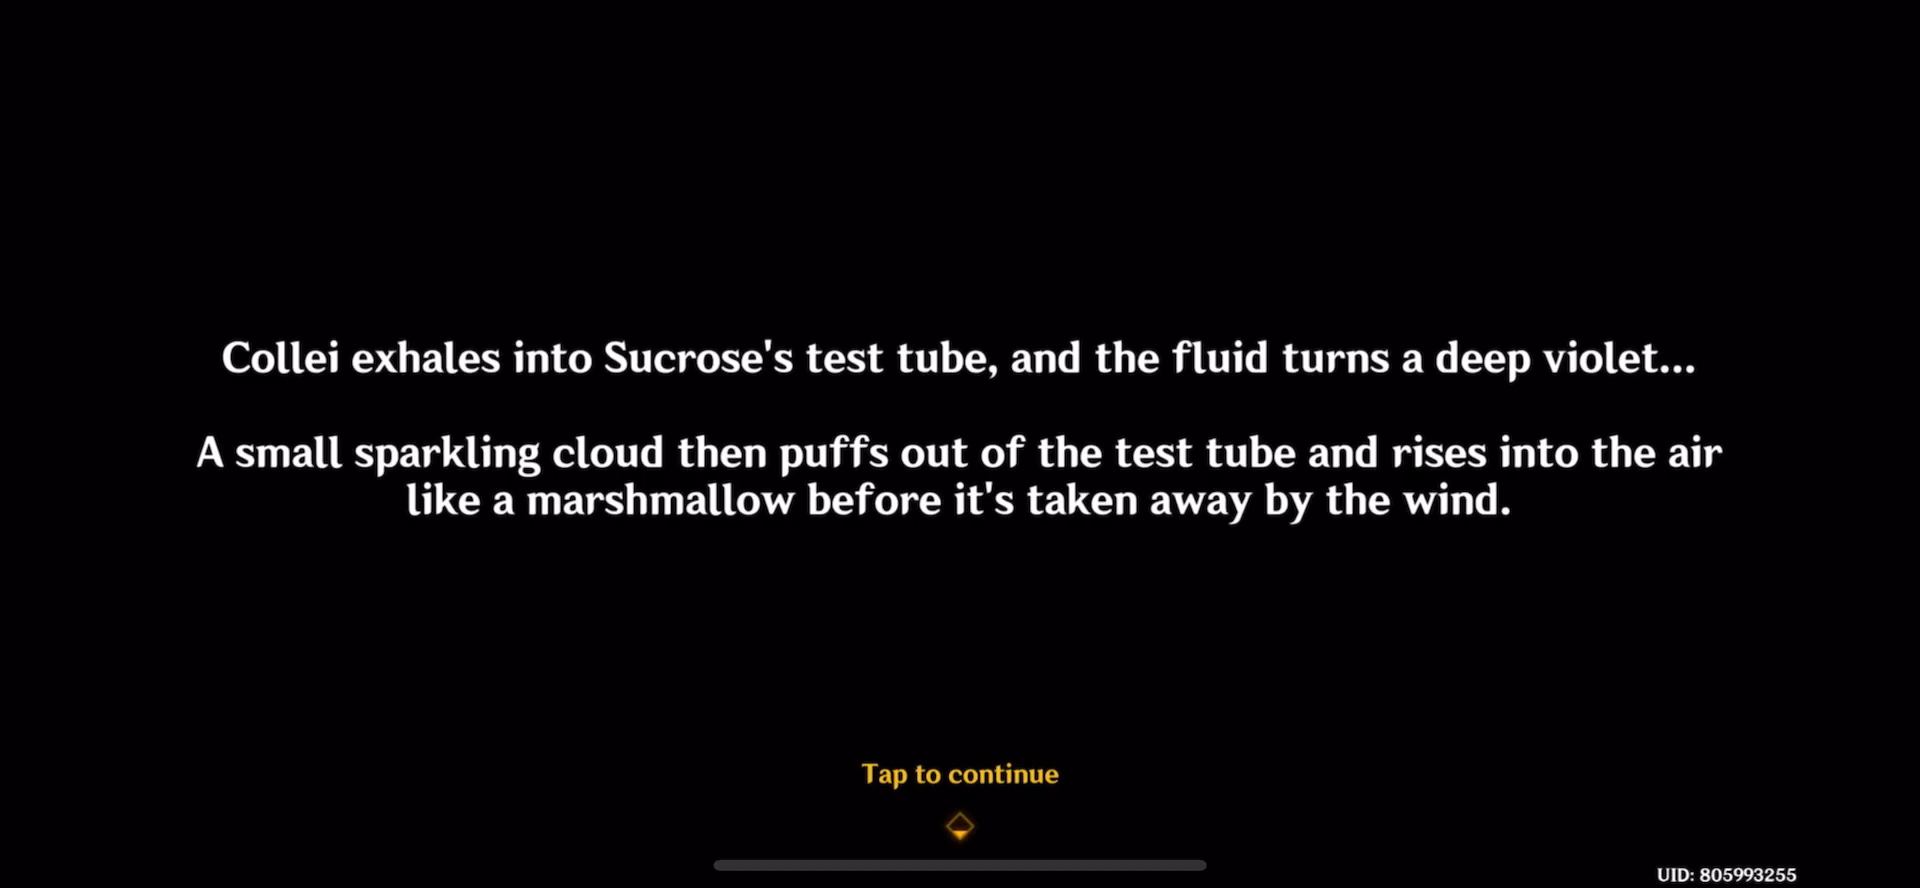 Collei exhales into Sucrose's test tube, and the fluid turns a deep violet...
A small sparkling cloud then puffs out of the test tube and rises into the air
like a marshmallow before it's taken away by the wind.
Tap to continue
UID: 805993255